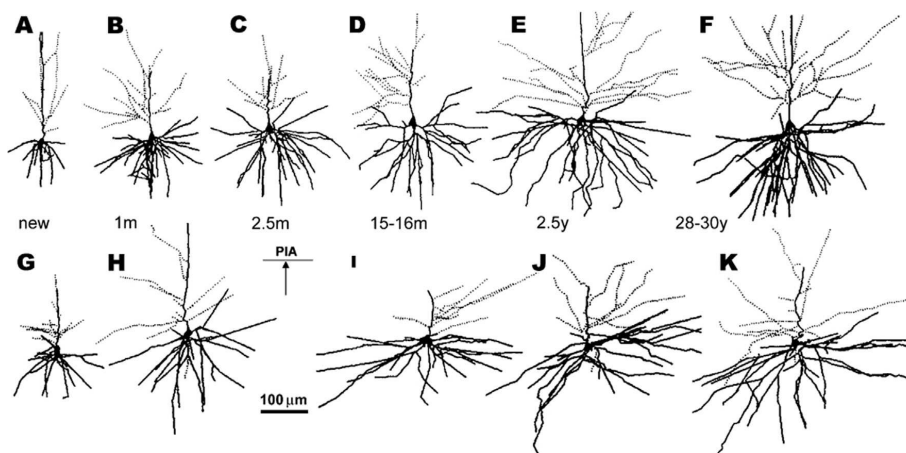 A B C D E F
new 1m 2.5m 15-16m 2.5y 28-30y
G H PIA I J K
100 μm